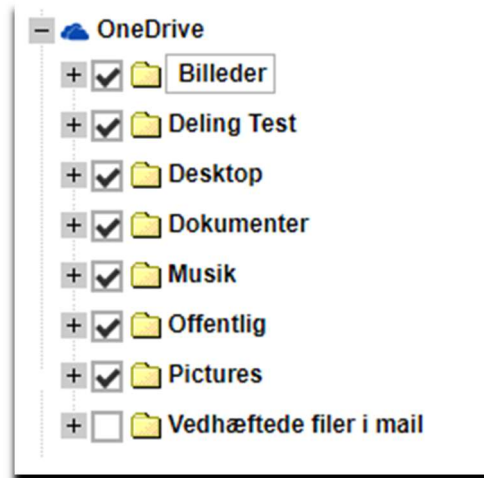 OneDrive
Billeder
Deling Test
Desktop
Dokumenter
Musik
Offentlig
Pictures
Vedhæftede filer i mail